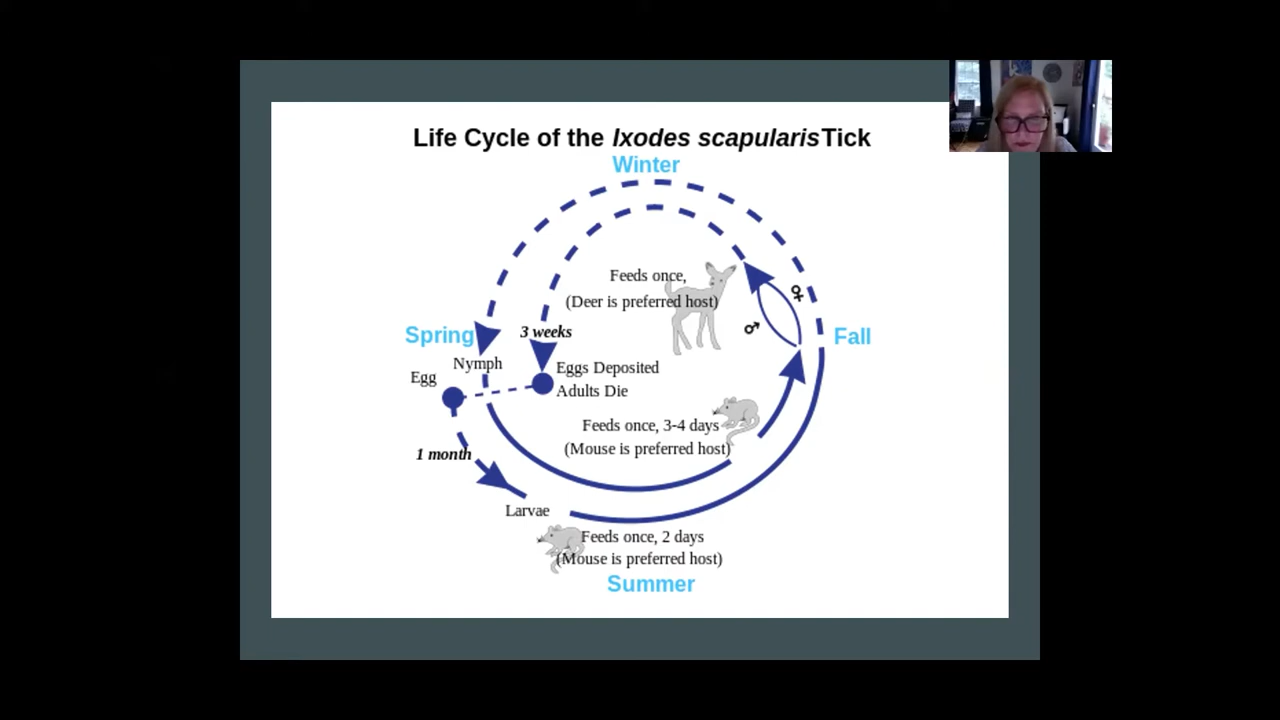 Life Cycle of the Ixodes scapularis Tick
Winter
Feeds once,
(Deer is preferred host)
♀
♂
Spring
3 weeks
Fall
Nymph
Egg
Eggs Deposited
Adults Die
Feeds once, 3-4 days
(Mouse is preferred host)
1 month
Larvae
Feeds once, 2 days
(Mouse is preferred host)
Summer